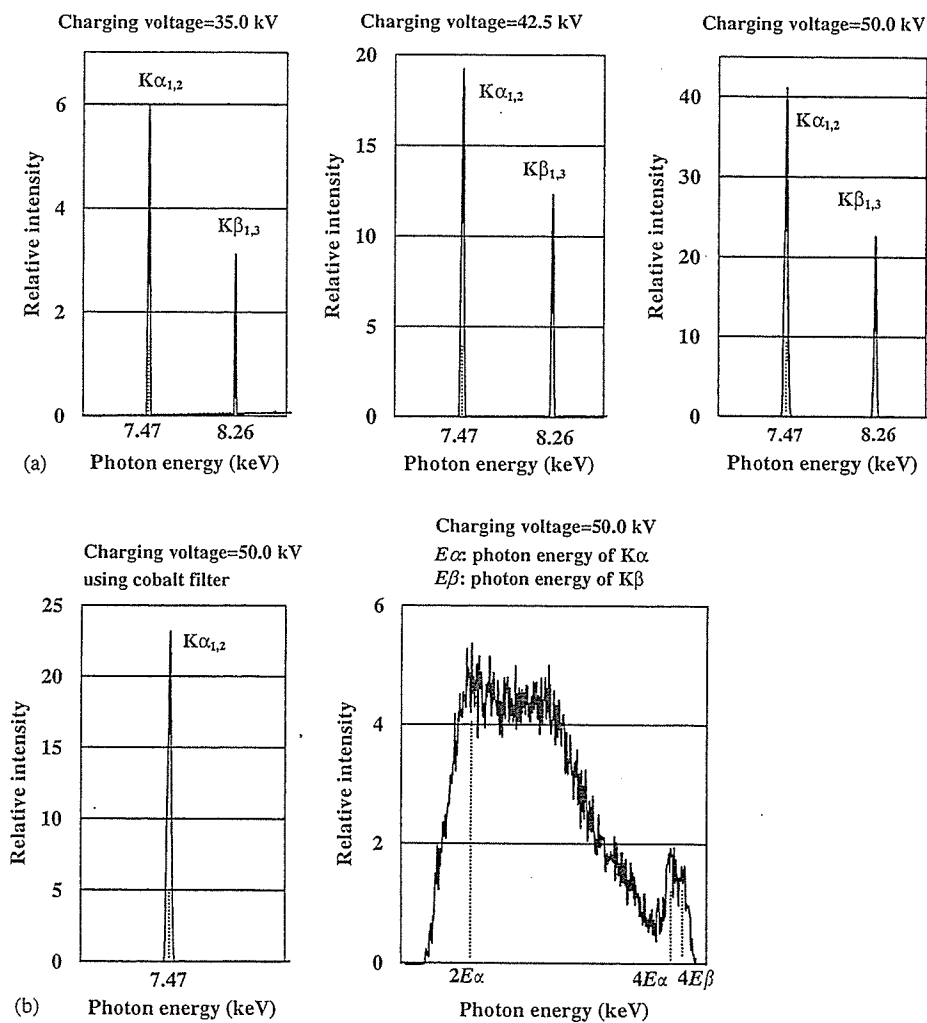 Charging voltage=35.0 kV
6
4
2
0
Relative intensity
Kα1,2
Kβ1,3
7.47 8.26
Photon energy (keV)
Charging voltage=42.5 kV
20
15
10
5
0
Relative intensity
Kα1,2
Kβ1,3
7.47 8.26
Photon energy (keV)
Charging voltage=50.0 kV
40
30
20
10
0
Relative intensity
Kα1,2
Kβ1,3
7.47 8.26
Photon energy (keV)
(a)
Charging voltage=50.0 kV
using cobalt filter
25
20
15
10
5
0
Relative intensity
Kα1,2
7.47
Photon energy (keV)
Charging voltage=50.0 kV
Eα: photon energy of Kα
Eβ: photon energy of Kβ
6
4
2
0
Relative intensity
2Eα 4Eα 4Eβ
Photon energy (keV)
(b)